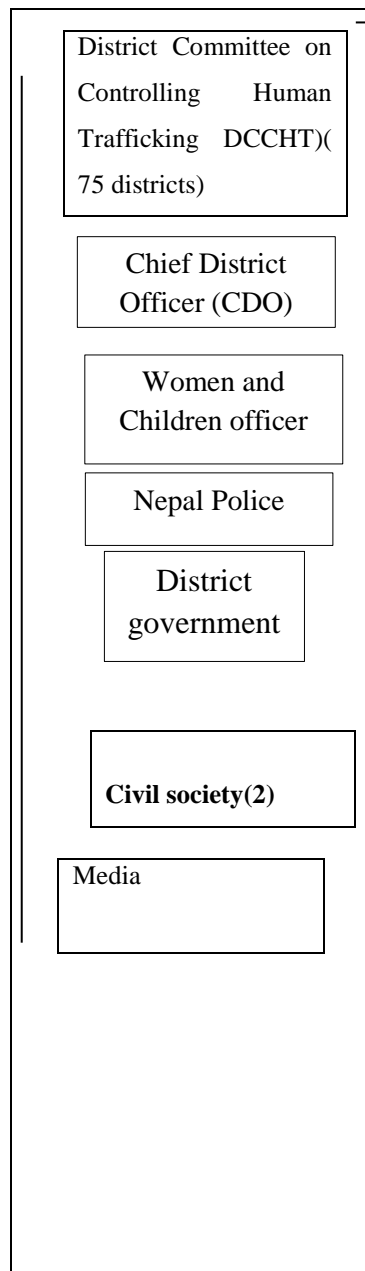 District Committee on
Controlling Human
Trafficking DCCHT)(
75 districts)
Chief District
Officer (CDO)
Women and
Children officer
Nepal Police
District
government
Civil society(2)
Media